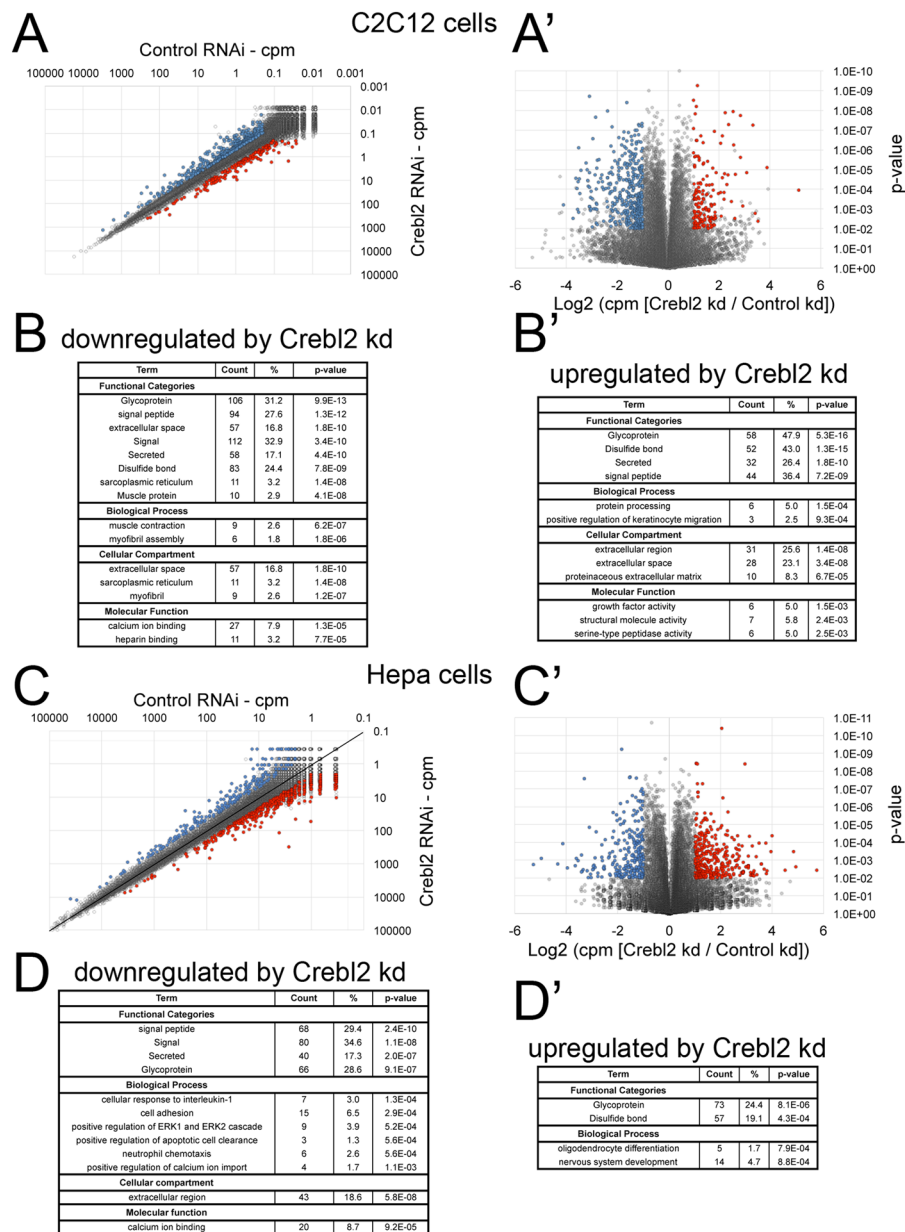 C2C12 cells
A
Control RNAi - cpm
100000 1000 100 10 1 0.1 0.01 0.001
0.001
0.01
0.1
1
10
100
1000
10000
100000
Crebl2 RNAi - cpm
A'
1.0E-10
1.0E-09
1.0E-08
1.0E-07
1.0E-06
1.0E-05
1.0E-04
1.0E-03
1.0E-02
1.0E-01
1.0E+00
p-value
-6 -4 -2 0 2 4 6
Log2 (cpm [Crebl2 kd / Control kd])
B
downregulated by Crebl2 kd
Term Count % p-value
Functional Categories
Glycoprotein 106 31.2 9.9E-13
signal peptide 94 27.6 1.3E-12
extracellular space 57 16.8 1.8E-10
Signal 112 32.9 3.4E-10
Secreted 58 17.1 4.4E-10
Disulfide bond 83 24.4 7.8E-09
sarcoplasmic reticulum 11 3.2 1.4E-08
Muscle protein 10 2.9 4.1E-08
Biological Process
muscle contraction 9 2.6 6.2E-07
myofibril assembly 6 1.8 1.8E-06
Cellular Compartment
extracellular space 57 16.8 1.8E-10
sarcoplasmic reticulum 11 3.2 1.4E-08
myofibril 9 2.6 1.2E-07
Molecular Function
calcium ion binding 27 7.9 1.3E-05
heparin binding 11 3.2 7.7E-05
B'
upregulated by Crebl2 kd
Term Count % p-value
Functional Categories
Glycoprotein 58 47.9 5.3E-16
Disulfide bond 52 43.0 1.3E-15
Secreted 32 26.4 1.8E-10
signal peptide 44 36.4 7.2E-09
Biological Process
protein processing 6 5.0 1.5E-04
positive regulation of keratinocyte migration 3 2.5 9.3E-04
Cellular Compartment
extracellular region 31 25.6 1.4E-08
extracellular space 28 23.1 3.4E-08
proteinaceous extracellular matrix 10 8.3 6.7E-05
Molecular Function
growth factor activity 6 5.0 1.5E-03
structural molecule activity 7 5.8 2.4E-03
serine-type peptidase activity 6 5.0 2.5E-03
Hepa cells
C
Control RNAi - cpm
100000 10000 1000 100 10 1 0.1
0.1
1
10
100
1000
10000
100000
Crebl2 RNAi - cpm
C'
1.0E-11
1.0E-10
1.0E-09
1.0E-08
1.0E-07
1.0E-06
1.0E-05
1.0E-04
1.0E-03
1.0E-02
1.0E-01
1.0E+00
p-value
-6 -4 -2 0 2 4 6
Log2 (cpm [Crebl2 kd / Control kd])
D
downregulated by Crebl2 kd
Term Count % p-value
Functional Categories
signal peptide 68 29.4 2.4E-10
Signal 80 34.6 1.1E-08
Secreted 40 17.3 2.0E-07
Glycoprotein 66 28.6 9.1E-07
Biological Process
cellular response to interleukin-1 7 3.0 1.3E-04
cell adhesion 15 6.5 2.9E-04
positive regulation of ERK1 and ERK2 cascade 9 3.9 5.2E-04
positive regulation of apoptotic cell clearance 3 1.3 5.6E-04
neutrophil chemotaxis 6 2.6 5.6E-04
positive regulation of calcium ion import 4 1.7 1.1E-03
Cellular compartment
extracellular region 43 18.6 5.8E-08
Molecular function
calcium ion binding 20 8.7 9.2E-05
D'
upregulated by Crebl2 kd
Term Count % p-value
Functional Categories
Glycoprotein 73 24.4 8.1E-06
Disulfide bond 57 19.1 4.3E-04
Biological Process
oligodendrocyte differentiation 5 1.7 7.9E-04
nervous system development 14 4.7 8.8E-04